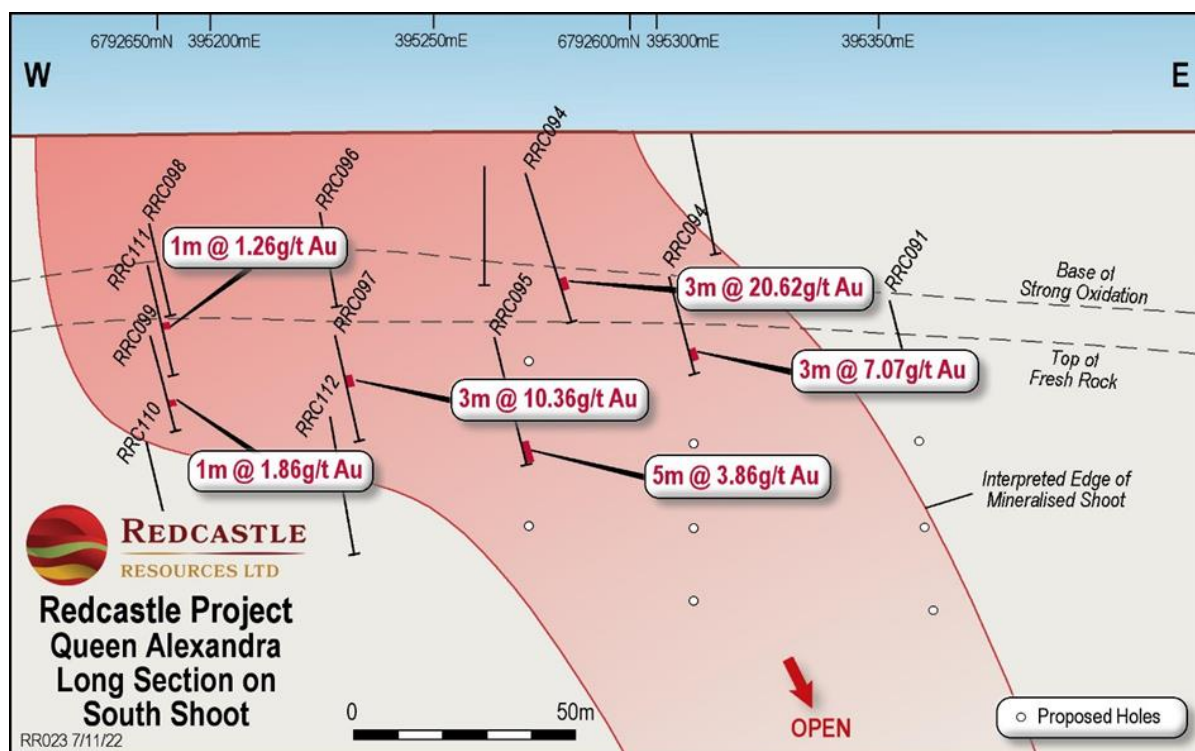 6792650mN
395200mE
395250mE
6792600mN
395300mE
395350mE
W
E
RRC098
RRC111
RRC099
RRC110
RRC096
RRC097
RRC112
RRC094
RRC095
RRC094
RRC091
1m @ 1.26g/t Au
3m @ 20.62g/t Au
3m @ 7.07g/t Au
3m @ 10.36g/t Au
1m @ 1.86g/t Au
5m @ 3.86g/t Au
Base of
Strong Oxidation
Top of
Fresh Rock
Interpreted Edge of
Mineralised Shoot
REDCASTLE
RESOURCES LTD
Redcastle Project
Queen Alexandra
Long Section on
South Shoot
RR023 7/11/22
0
50m
OPEN
Proposed Holes